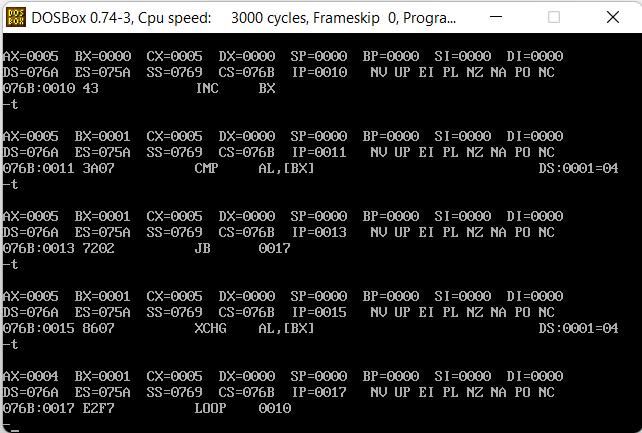 DOS
BOX
DOSBox 0.74-3, Cpu speed: 3000 cycles, Frameskip 0, Progra...
AX=0005 BX=0000 CX=0005 DX=0000 SP=0000 BP=0000 SI=0000 DI=0000
DS=076A ES=075A SS=0769 CS=076B IP=0010 NV UP EI PL NZ NA PO NC
076B:0010 43 INC BX
-t
AX=0005 BX=0001 CX=0005 DX=0000 SP=0000 BP=0000 SI=0000 DI=0000
DS=076A ES=075A SS=0769 CS=076B IP=0011 NV UP EI PL NZ NA PO NC
076B:0011 3A07 CMP AL,[BX] DS:0001=04
-t
AX=0005 BX=0001 CX=0005 DX=0000 SP=0000 BP=0000 SI=0000 DI=0000
DS=076A ES=075A SS=0769 CS=076B IP=0013 NV UP EI PL NZ NA PO NC
076B:0013 7202 JB 0017
-t
AX=0005 BX=0001 CX=0005 DX=0000 SP=0000 BP=0000 SI=0000 DI=0000
DS=076A ES=075A SS=0769 CS=076B IP=0015 NV UP EI PL NZ NA PO NC
076B:0015 8607 XCHG AL,[BX] DS:0001=04
-t
AX=0004 BX=0001 CX=0005 DX=0000 SP=0000 BP=0000 SI=0000 DI=0000
DS=076A ES=075A SS=0769 CS=076B IP=0017 NV UP EI PL NZ NA PO NC
076B:0017 E2F7 LOOP 0010
-_